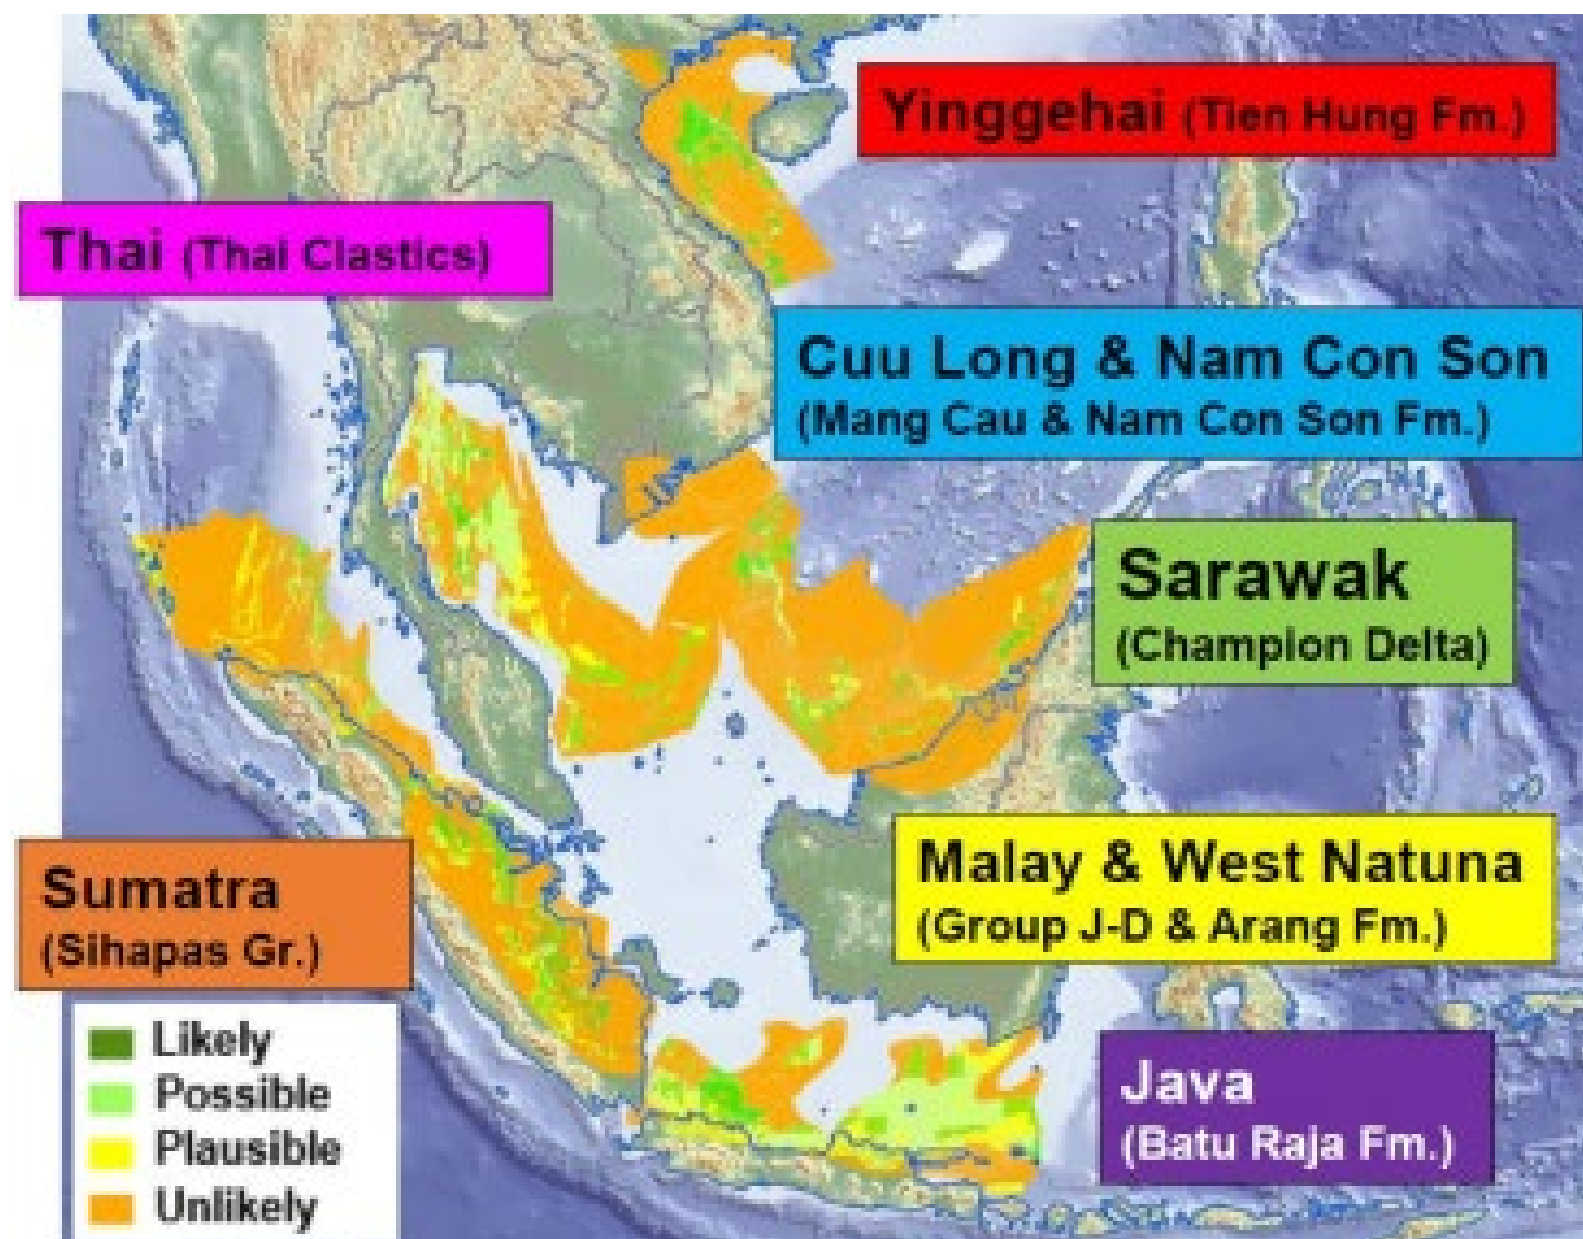 Yinggehai (Tien Hung Fm.)
Thai (Thai Clastics)
Cuu Long & Nam Con Son
(Mang Cau & Nam Con Son Fm.)
Sarawak
(Champion Delta)
Malay & West Natuna
(Group J-D & Arang Fm.)
Sumatra
(Sihapas Gr.)
Java
(Batu Raja Fm.)
Likely
Possible
Plausible
Unlikely